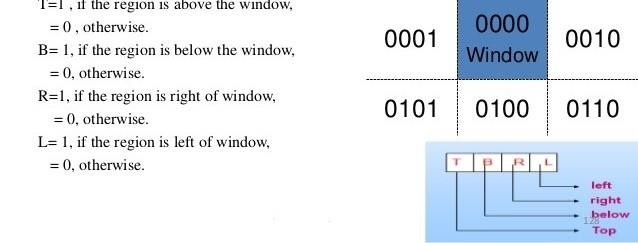 T=1 , if the region is above the window,
= 0 , otherwise.
B= 1, if the region is below the window,
= 0, otherwise.
R=1, if the region is right of window,
= 0, otherwise.
L= 1, if the region is left of window,
= 0, otherwise.
0001 0000 0010
Window
0101 0100 0110
T B R L
left
right
below
128
Top